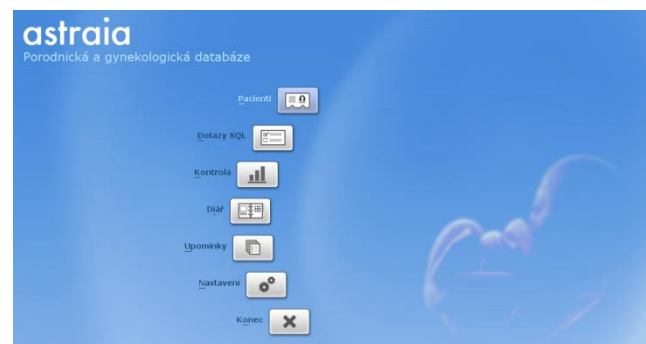 astraia
Porodnická a gynekologická databáze
Pacienti
Dotazy SQL
Kontrola
Diář
Upomínky
Nastavení
Konec